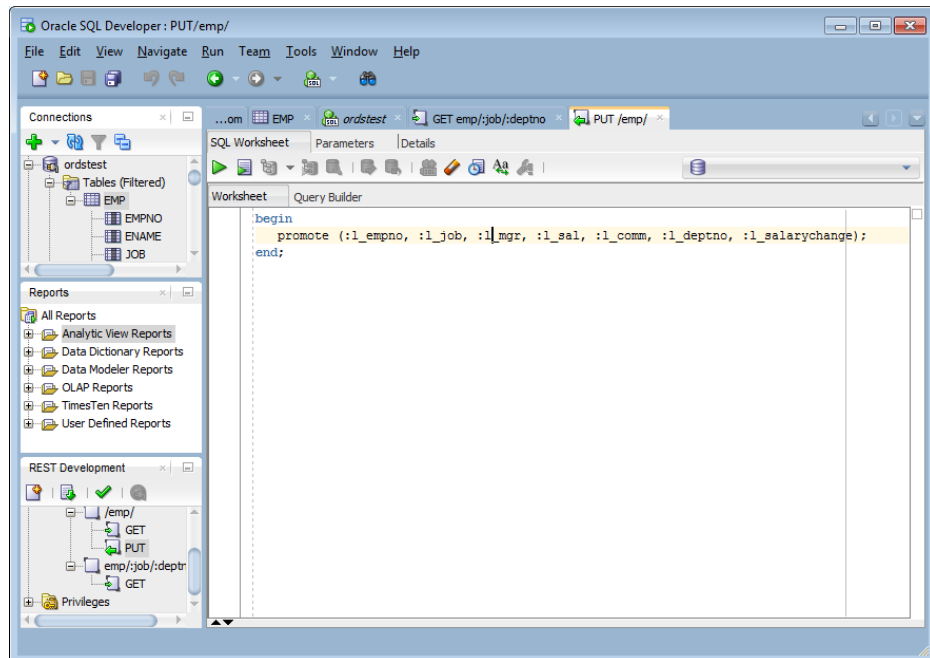 Oracle SQL Developer : PUT/emp/
File Edit View Navigate Run Team Tools Window Help
Connections
ordstest
Tables (Filtered)
EMP
EMPNO
ENAME
JOB
Reports
All Reports
Analytic View Reports
Data Dictionary Reports
Data Modeler Reports
OLAP Reports
TimesTen Reports
User Defined Reports
REST Development
/emp/
GET
PUT
emp/:job/:deptn
GET
Privileges
...om EMP ordstest GET emp/:job/:deptno PUT /emp/
SQL Worksheet Parameters Details
Worksheet Query Builder
begin
promote (:l_empno, :l_job, :l_mgr, :l_sal, :l_comm, :l_deptno, :l_salarychange);
end;